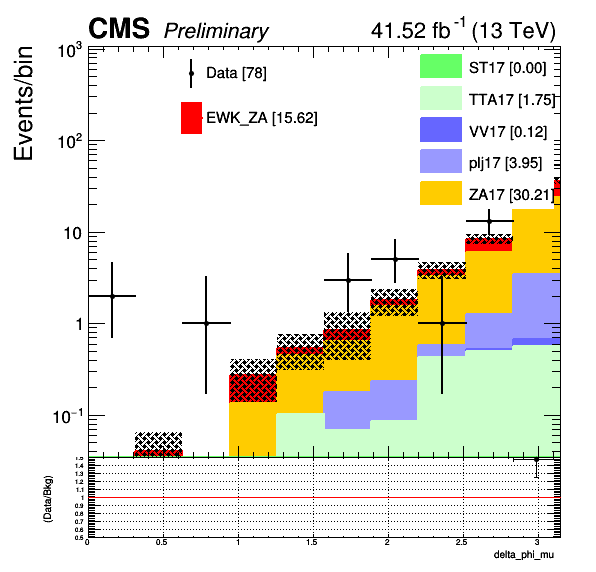 CMS Preliminary 41.52 fb⁻¹ (13 TeV)
Events/bin
10³
10²
10
1
10⁻¹
Data [78]
EWK_ZA [15.62]
ST17 [0.00]
TTA17 [1.75]
VV17 [0.12]
plj17 [3.95]
ZA17 [30.21]
(Data/Bkg)
1.5
1.4
1.3
1.2
1.1
1
0.9
0.8
0.7
0.6
0.5
0 0.5 1 1.5 2 2.5 3
delta_phi_mu